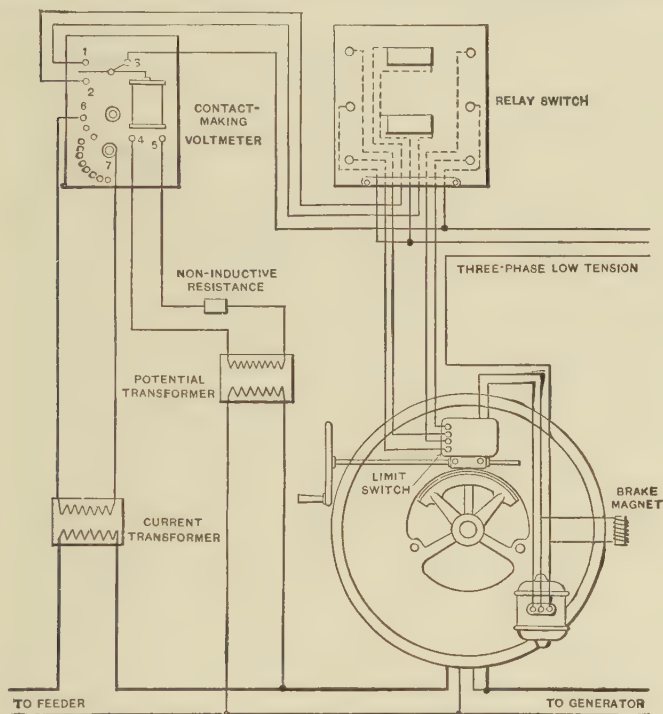 1
3
2
6
4
5
7
CONTACT-
MAKING
VOLTMETER
RELAY SWITCH
NON-INDUCTIVE
RESISTANCE
THREE-PHASE LOW TENSION
POTENTIAL
TRANSFORMER
LIMIT
SWITCH
BRAKE
MAGNET
CURRENT
TRANSFORMER
TO FEEDER
TO GENERATOR